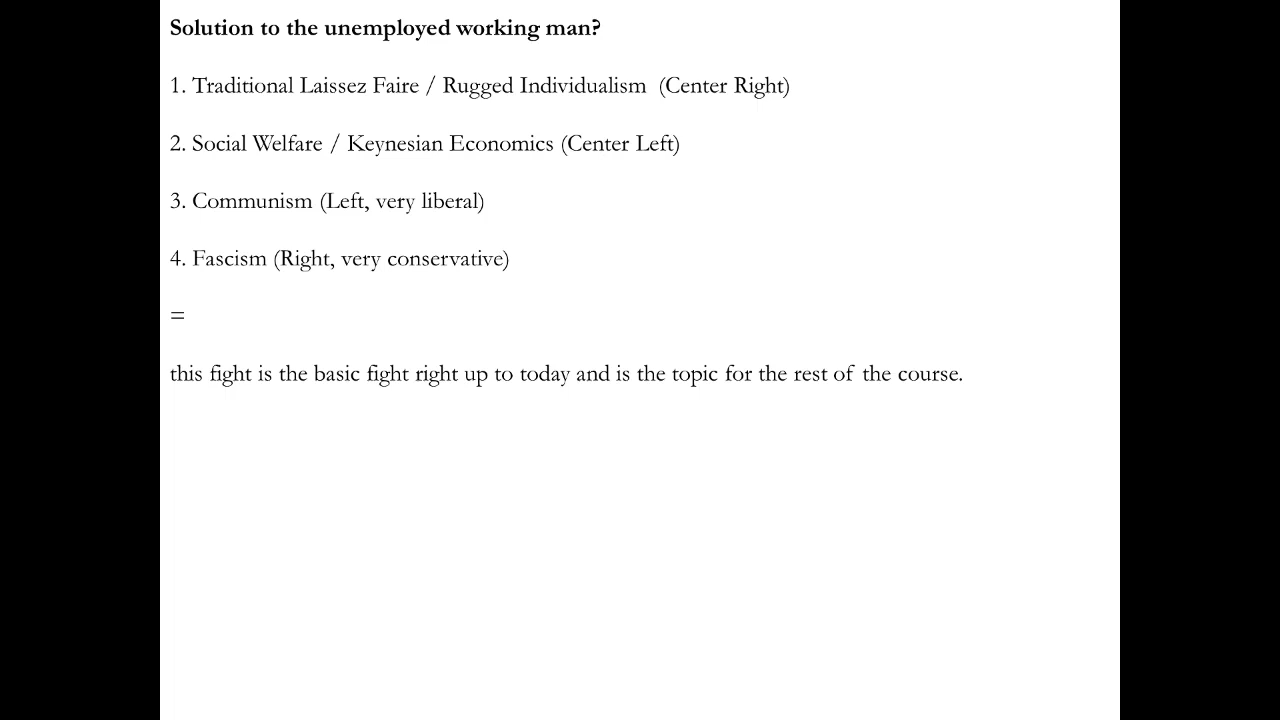 Solution to the unemployed working man?
1. Traditional Laissez Faire / Rugged Individualism  (Center Right)
2. Social Welfare / Keynesian Economics (Center Left)
3. Communism (Left, very liberal)
4. Fascism (Right, very conservative)
=
this fight is the basic fight right up to today and is the topic for the rest of the course.